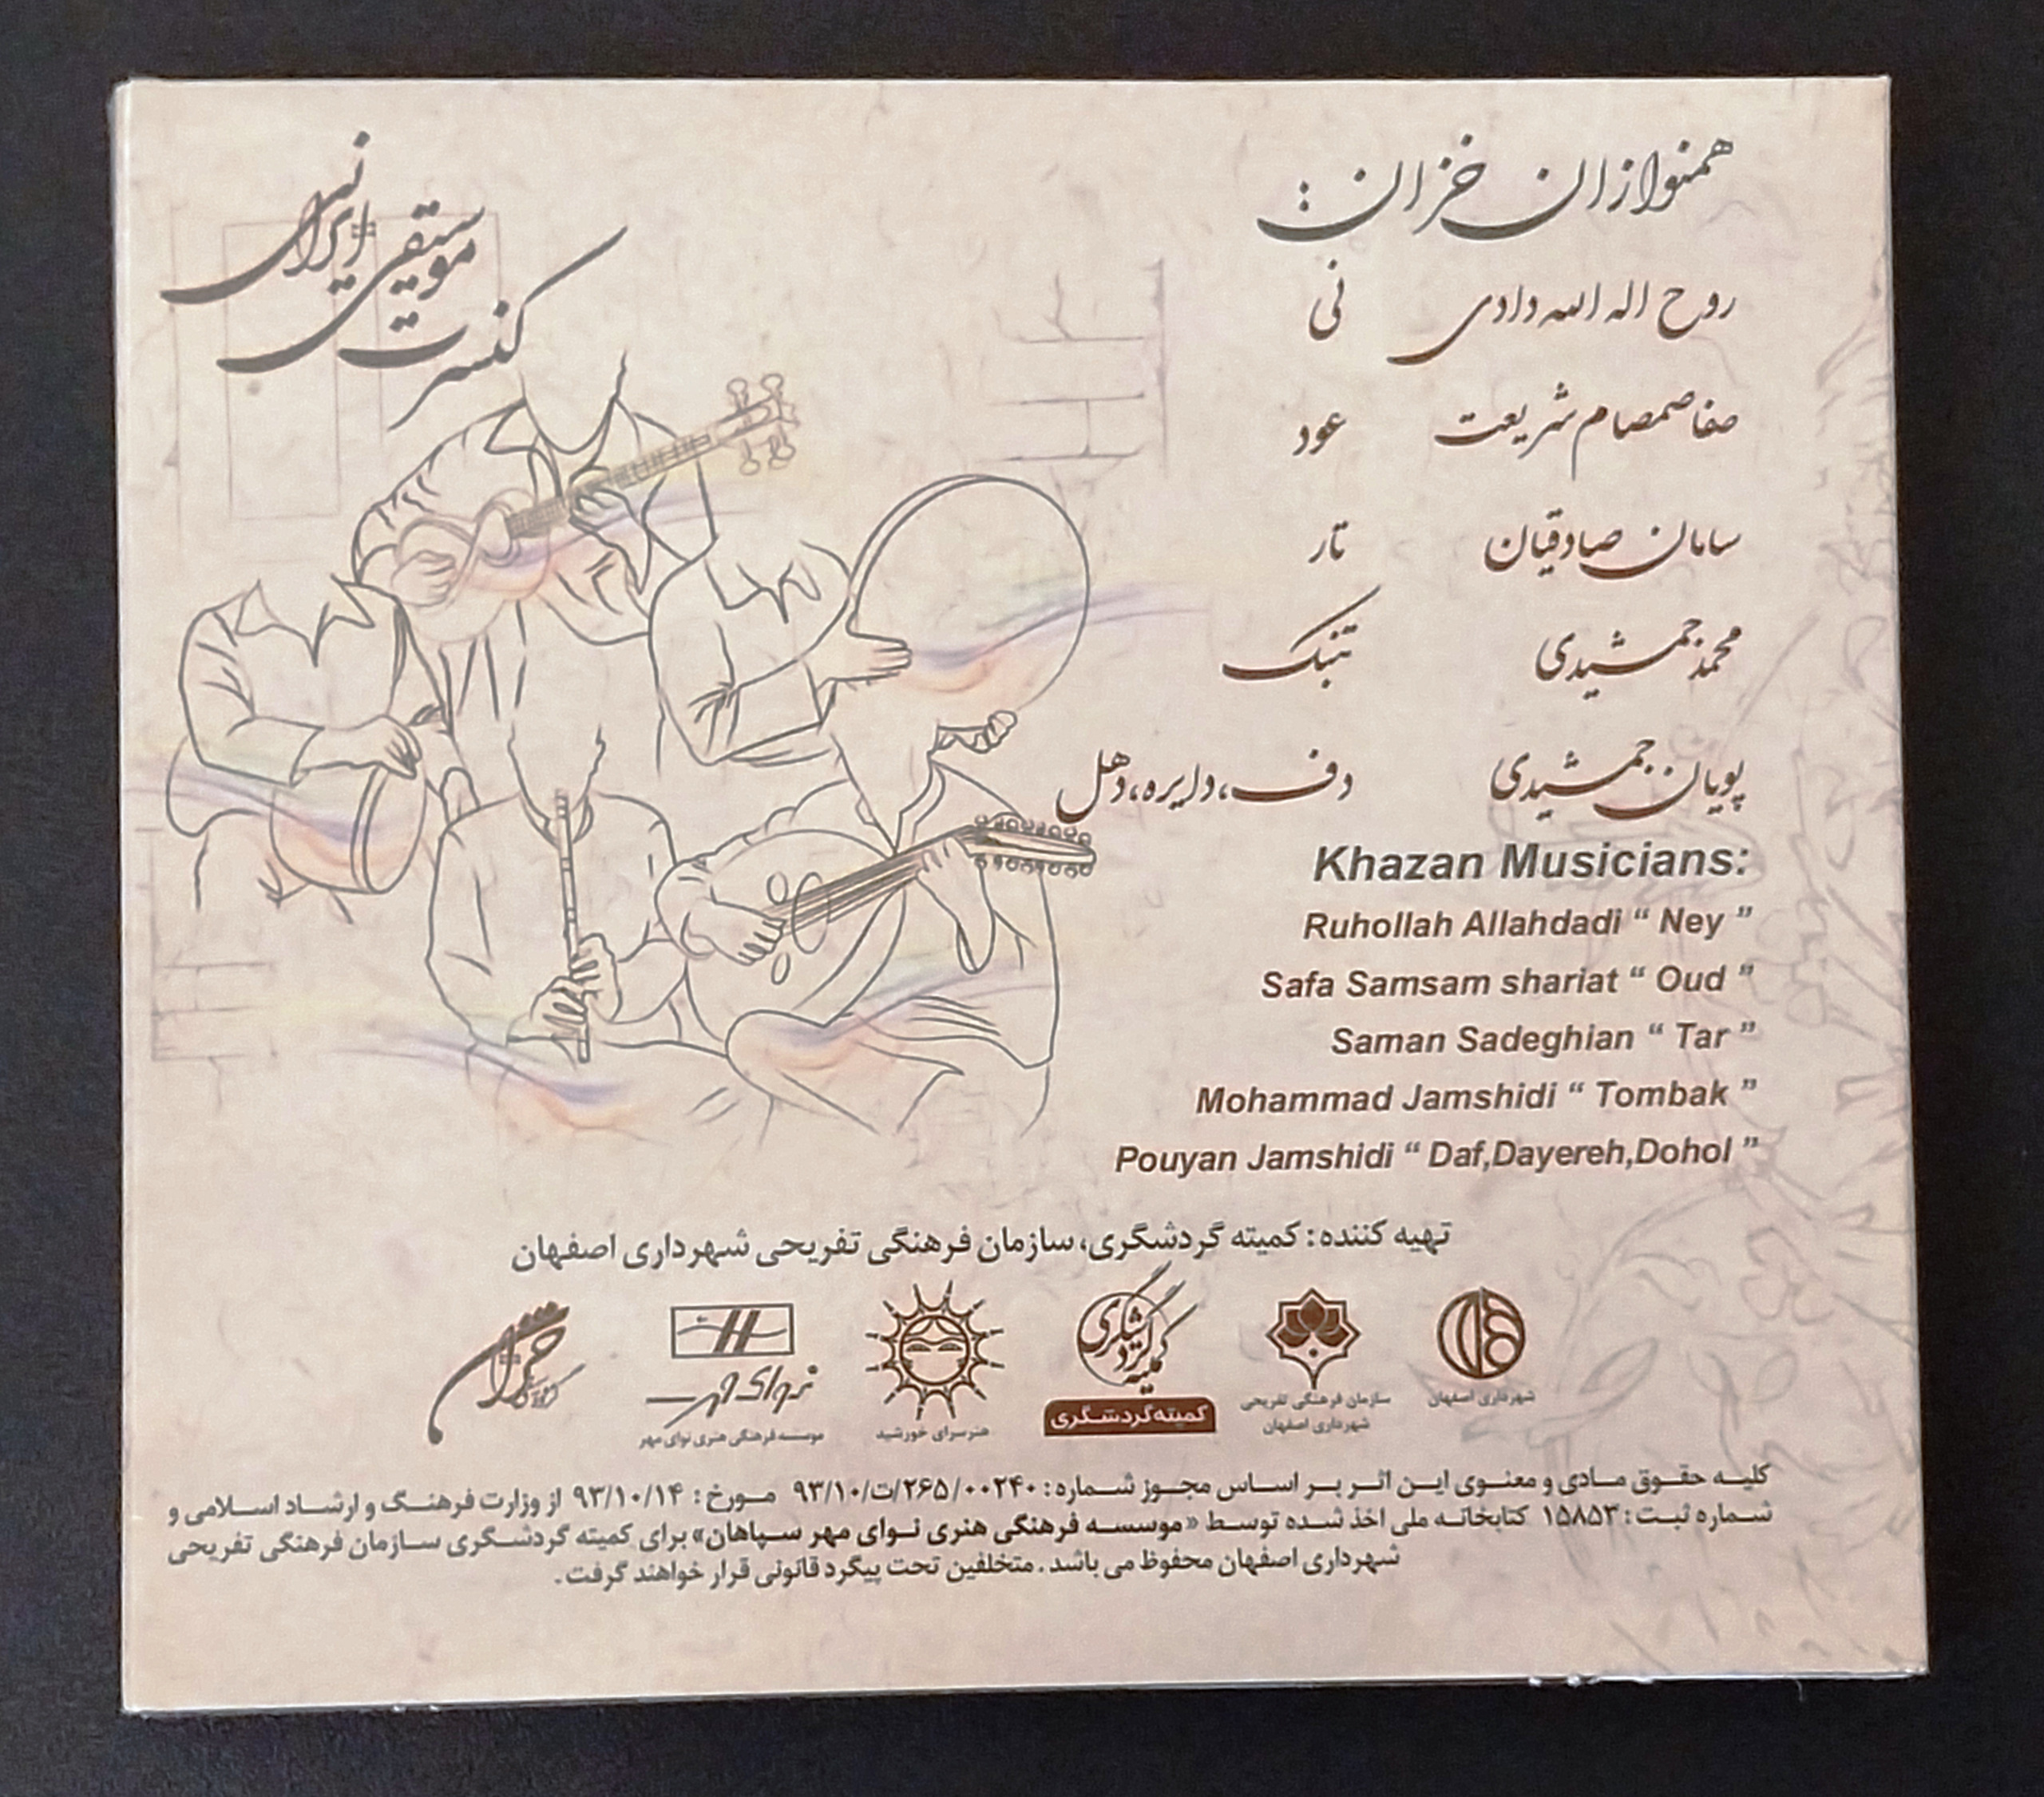 همنوازان خزان:
روح اله الله دادی نی
صفا صمصام شریعت عود
سامان صادقیان تار
محمد جمشیدی تنبک
پویان جمشیدی دف، دایره، دهل
کنسرت
موسیقی
ایرانی
Khazan Musicians:
Ruhollah Allahdadi “ Ney ”
Safa Samsam shariat “ Oud ”
Saman Sadeghian “ Tar ”
Mohammad Jamshidi “ Tombak ”
Pouyan Jamshidi “ Daf,Dayereh,Dohol ”
تهیه کننده: کمیته گردشگری، سازمان فرهنگی تفریحی شهرداری اصفهان
شهرداری اصفهان
سازمان فرهنگی تفریحی
شهرداری اصفهان
کمیته گردشگری
کمیته گردشگری
هنرسرای خورشید
نوای مهر
موسسه فرهنگی هنری نوای مهر
خزان
کلیه حقوق مادی و معنوی این اثر بر اساس مجوز شماره: ۹۳/۱۰/ت/۲۶۵/۰۰۲۴۰ مورخ: ۹۳/۱۰/۱۴ از وزارت فرهنگ و ارشاد اسلامی و
شماره ثبت: ۱۵۸۵۳ کتابخانه ملی اخذ شده توسط «موسسه فرهنگی هنری نوای مهر سپاهان» برای کمیته گردشگری سازمان فرهنگی تفریحی
شهرداری اصفهان محفوظ می باشد. متخلفین تحت پیگرد قانونی قرار خواهند گرفت.